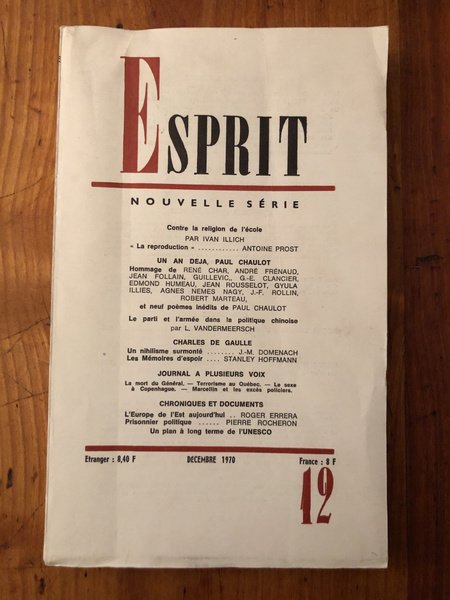 ESPRIT
NOUVELLE SÉRIE
Contre la religion de l'école
PAR IVAN ILLICH
« La reproduction » ............ ANTOINE PROST
UN AN DEJA, PAUL CHAULOT
Hommage de RENÉ CHAR, ANDRÉ FRÉNAUD,
JEAN FOLLAIN, GUILLEVIC, G.-E. CLANCIER,
EDMOND HUMEAU, JEAN ROUSSELOT, GYULA
ILLIES, AGNES NEMES NAGY, J.-F. ROLLIN,
ROBERT MARTEAU,
et neuf poèmes inédits de PAUL CHAULOT
Le parti et l'armée dans la politique chinoise
par L. VANDERMEERSCH
CHARLES DE GAULLE
Un nihilisme surmonté ........ J.-M. DOMENACH
Les Mémoires d'espoir .... STANLEY HOFFMANN
JOURNAL A PLUSIEURS VOIX
La mort du Général. — Terrorisme au Québec. — Le sexe
à Copenhague. — Marcellin et les excès policiers.
CHRONIQUES ET DOCUMENTS
L'Europe de l'Est aujourd'hui .. ROGER ERRERA
Prisonnier politique ...... PIERRE ROCHERON
Un plan à long terme de l'UNESCO
Etranger : 8,40 F DECEMBRE 1970 France : 8 F
12